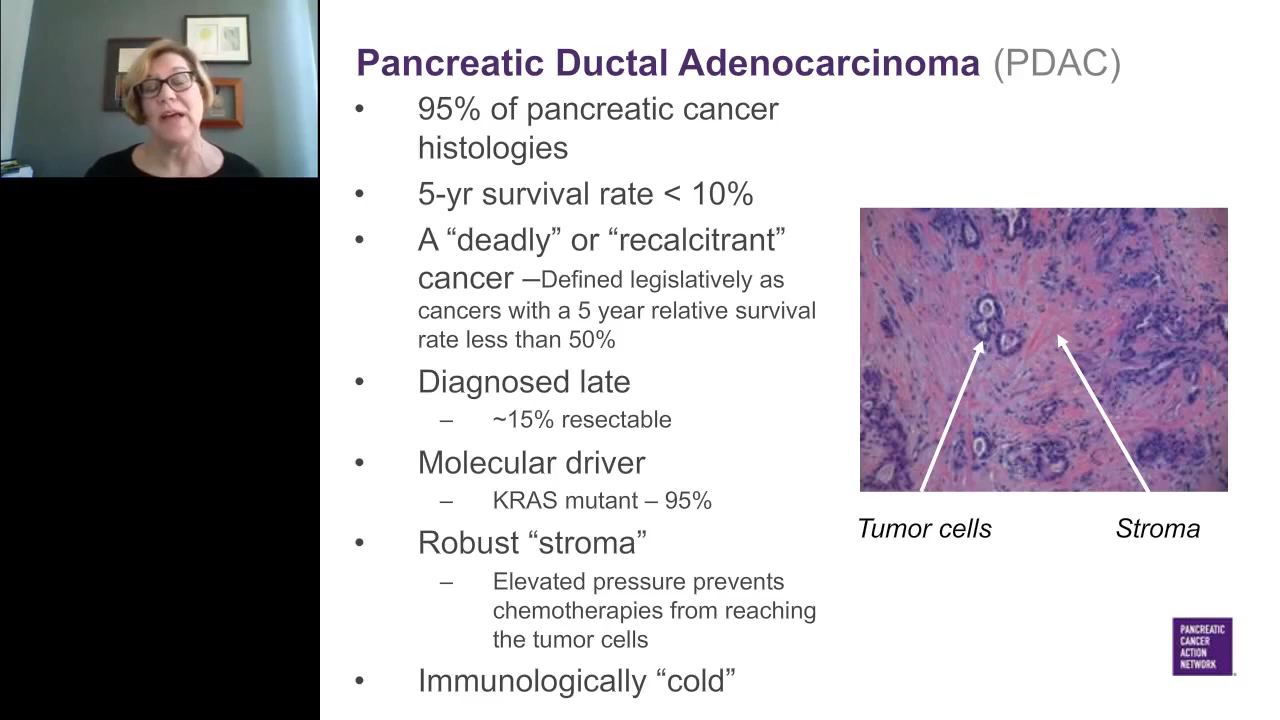 Pancreatic Ductal Adenocarcinoma (PDAC)
• 95% of pancreatic cancer
histologies
• 5-yr survival rate < 10%
• A “deadly” or “recalcitrant”
cancer –Defined legislatively as
cancers with a 5 year relative survival
rate less than 50%
• Diagnosed late
– ~15% resectable
• Molecular driver
– KRAS mutant – 95%
• Robust “stroma”
– Elevated pressure prevents
chemotherapies from reaching
the tumor cells
• Immunologically “cold”
Tumor cells
Stroma
PANCREATIC
CANCER
ACTION
NETWORK